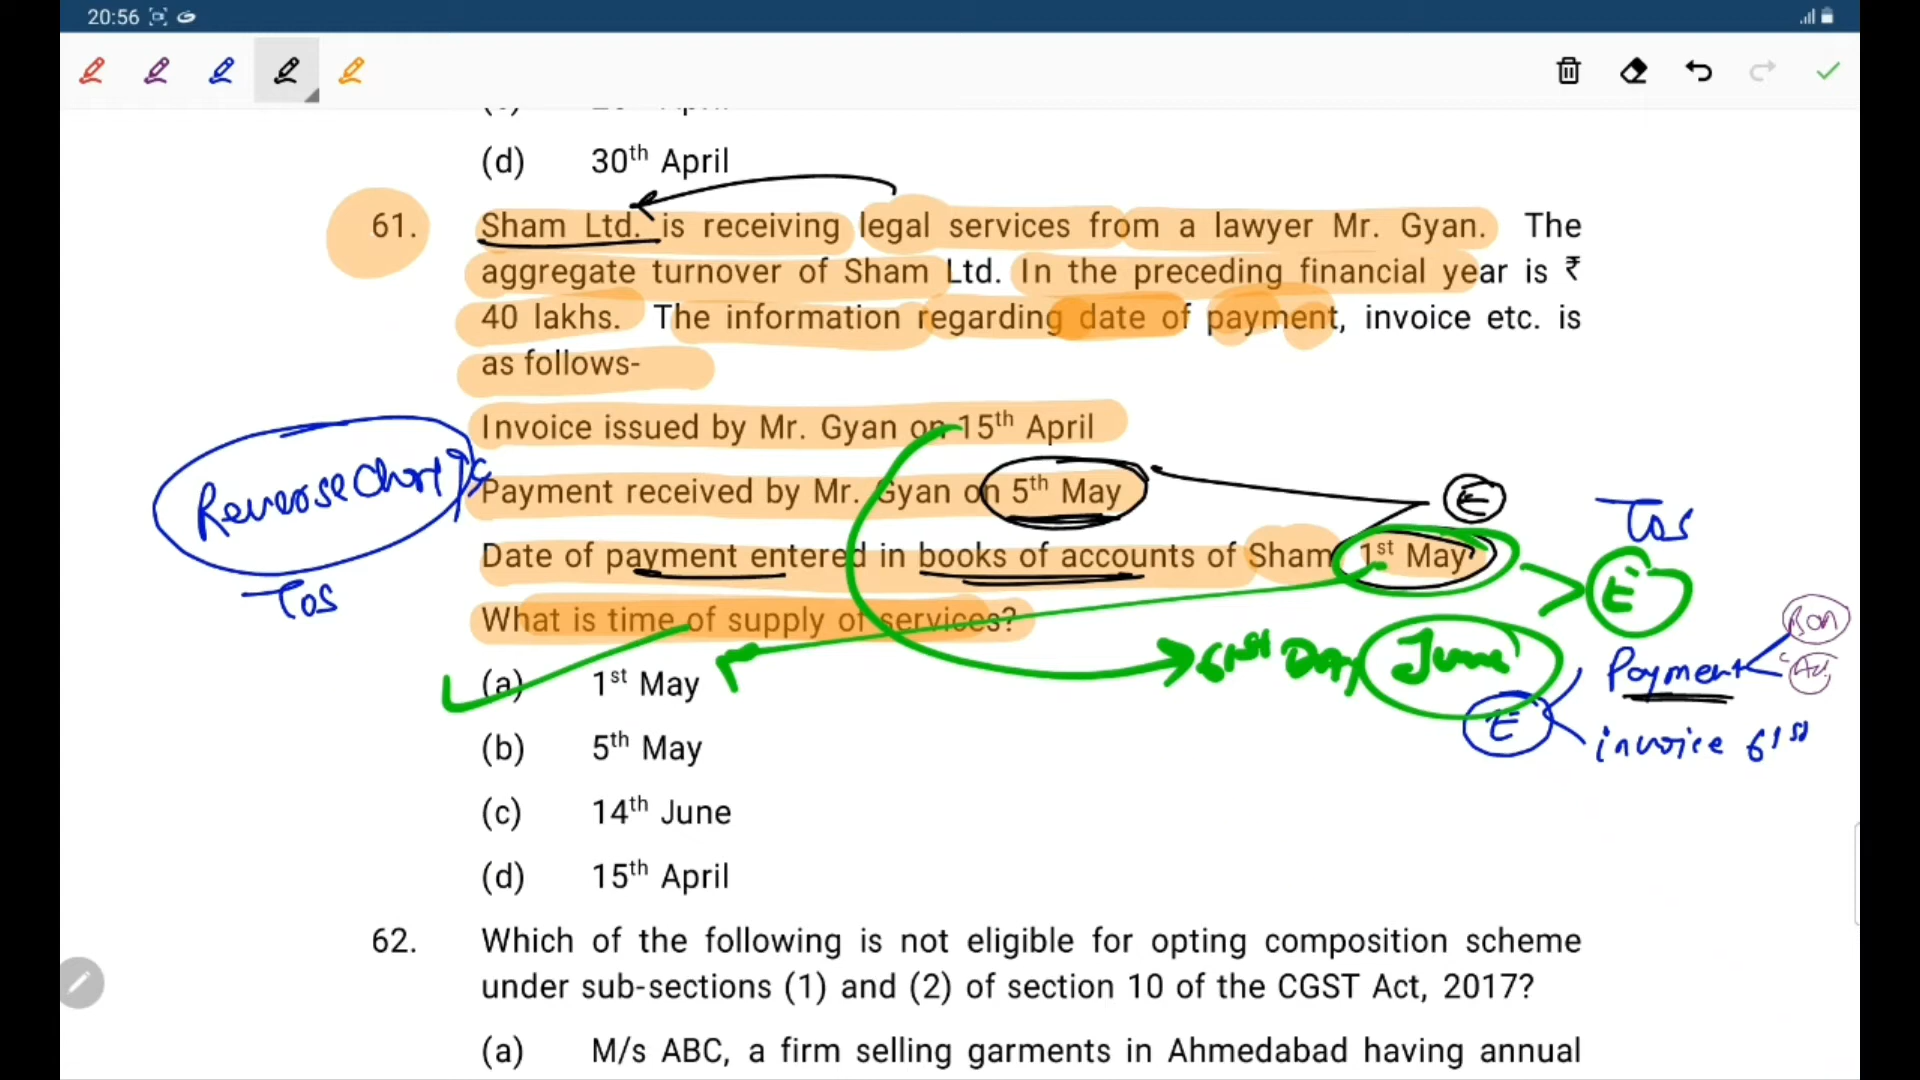 20:56
(d) 30th April
61. Sham Ltd. is receiving legal services from a lawyer Mr. Gyan. The
aggregate turnover of Sham Ltd. In the preceding financial year is ₹
40 lakhs. The information regarding date of payment, invoice etc. is
as follows-
Invoice issued by Mr. Gyan on 15th April
Reverse Charge
Payment received by Mr. Gyan on 5th May
E
Tos
Date of payment entered in books of accounts of Sham 1st May
E
Tos
What is time of supply of services?
61st Day June
Payment
(a) 1st May
E
invoice 61st
(b) 5th May
(c) 14th June
(d) 15th April
62. Which of the following is not eligible for opting composition scheme
under sub-sections (1) and (2) of section 10 of the CGST Act, 2017?
(a) M/s ABC, a firm selling garments in Ahmedabad having annual